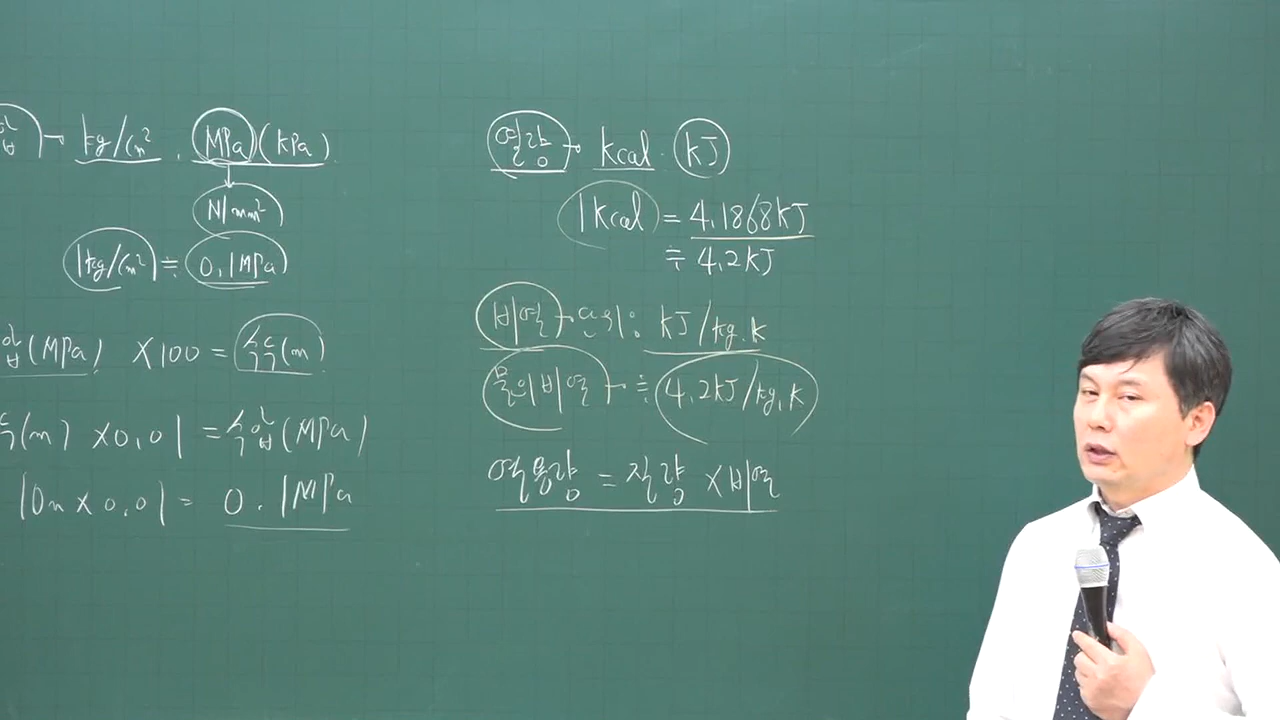 압 → kg/cm² . MPa (kPa)
N/mm²
1kg/cm² ≒ 0.1MPa
압(MPa) X100 = 수두(m)
두(m) X0.01 = 수압(MPa)
10m X 0.01 = 0.1MPa
열량 → kcal . kJ
1kcal = 4.1868kJ
≒ 4.2kJ
비열 → 단위: kJ/kg.K
물의비열 → ≒ 4.2kJ/kg.K
열용량 = 질량 X 비열